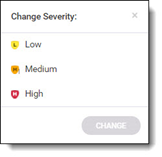 Change Severity: ×
L Low
M Medium
H High
CHANGE